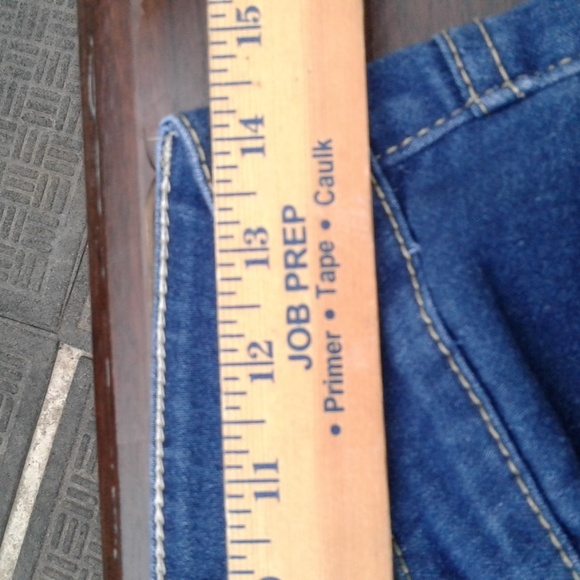 15
14
13
12
11
JOB PREP
• Primer • Tape • Caulk